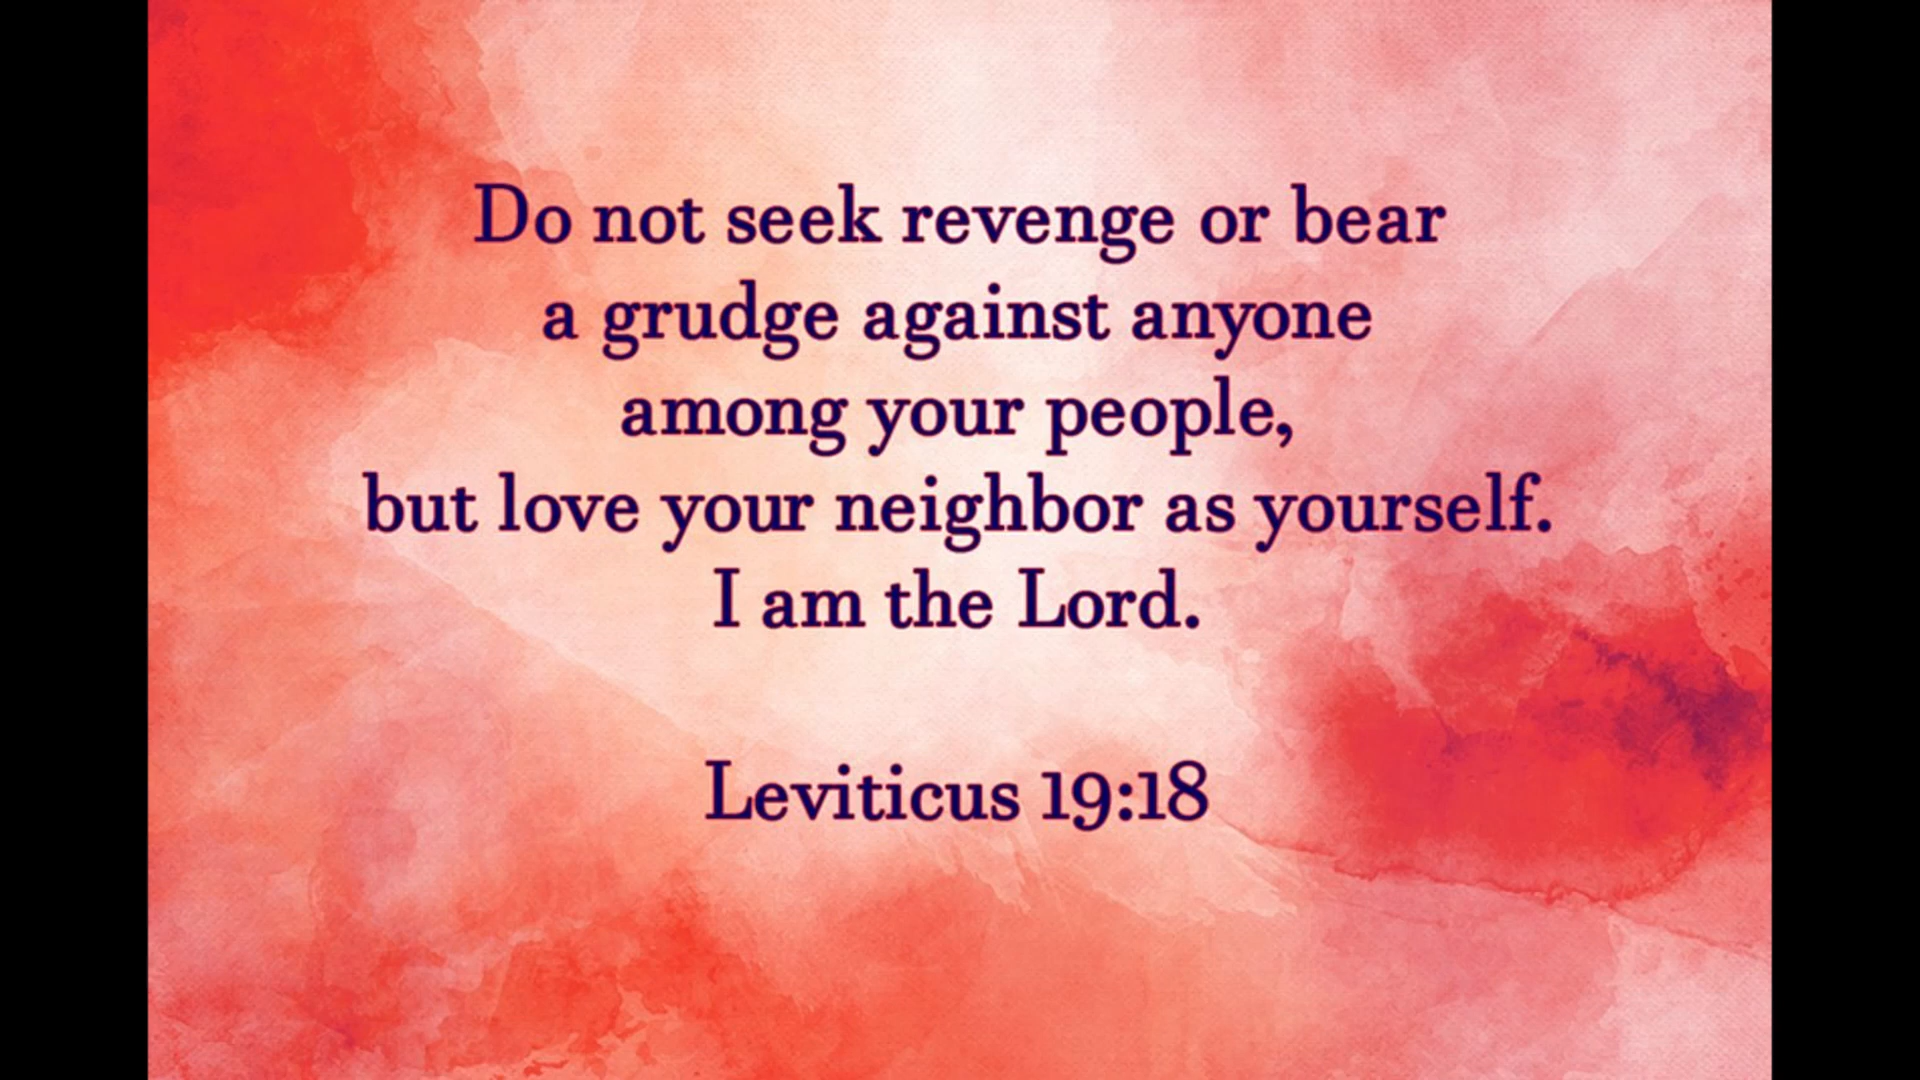 Do not seek revenge or bear
a grudge against anyone
among your people,
but love your neighbor as yourself.
I am the Lord.
Leviticus 19:18